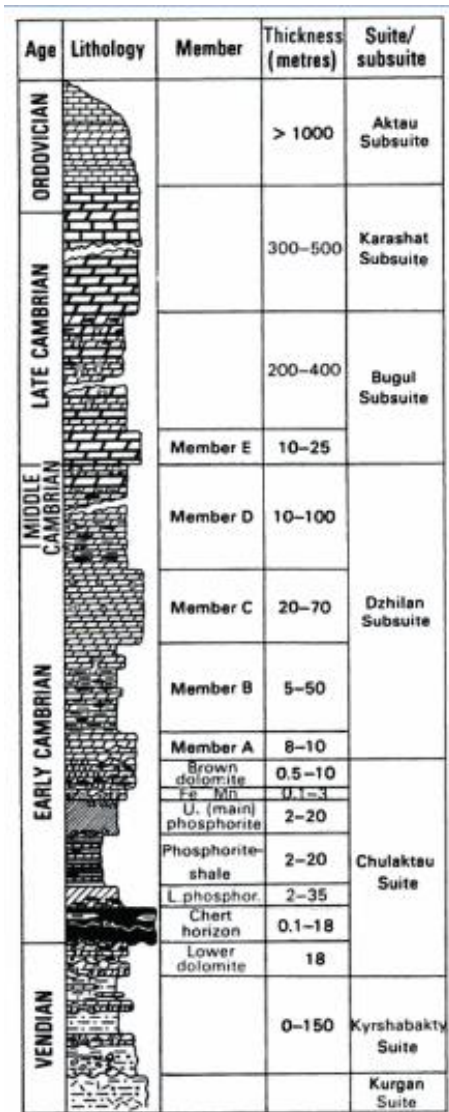 Age Lithology Member Thickness (metres) Suite/ subsuite
ORDOVICIAN
> 1000
Aktau
Subsuite
300–500
Karashat
Subsuite
LATE CAMBRIAN
200–400
Bugul
Subsuite
Member E 10–25
MIDDLE
CAMBRIAN
Member D 10–100
Dzhilan
Subsuite
Member C 20–70
EARLY CAMBRIAN
Member B 5–50
Member A 8–10
Brown
dolomite 0.5–10
Fe Mn 0.1–3
U. (main)
phosphorite 2–20
Chulaktau
Suite
Phosphorite-
shale 2–20
L. phosphor. 2–35
Chert
horizon 0.1–18
Lower
dolomite 18
VENDIAN
0–150
Kyrshabakty
Suite
Kurgan
Suite